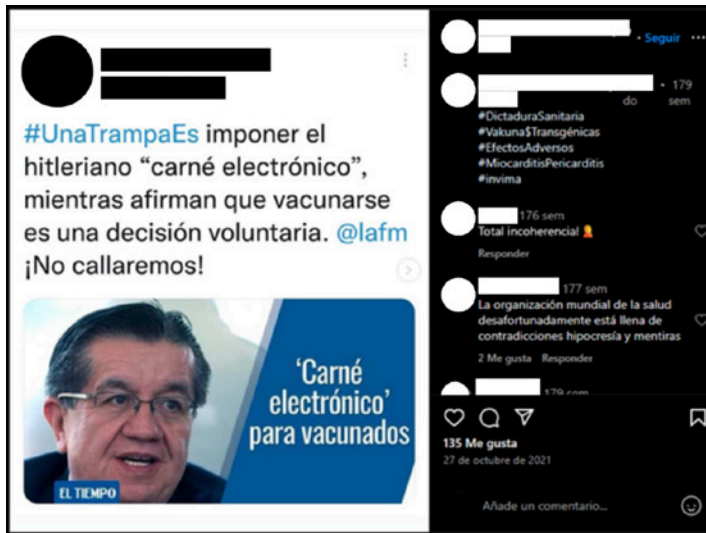 #UnaTrampaEs imponer el
hitleriano “carné electrónico”,
mientras afirman que vacunarse
es una decisión voluntaria. @lafm
¡No callaremos!
‘Carné
electrónico’
para vacunados
EL TIEMPO
• Seguir ...
• 179
do sem
#DictaduraSanitaria
#Vakuna$Transgénicas
#EfectosAdversos
#MiocarditisPericarditis
#invima
176 sem
Total incoherencia!
Responder
177 sem
La organización mundial de la salud
desafortunadamente está llena de
contradicciones hipocresía y mentiras
2 Me gusta Responder
179 sem
135 Me gusta
27 de octubre de 2021
Añade un comentario...